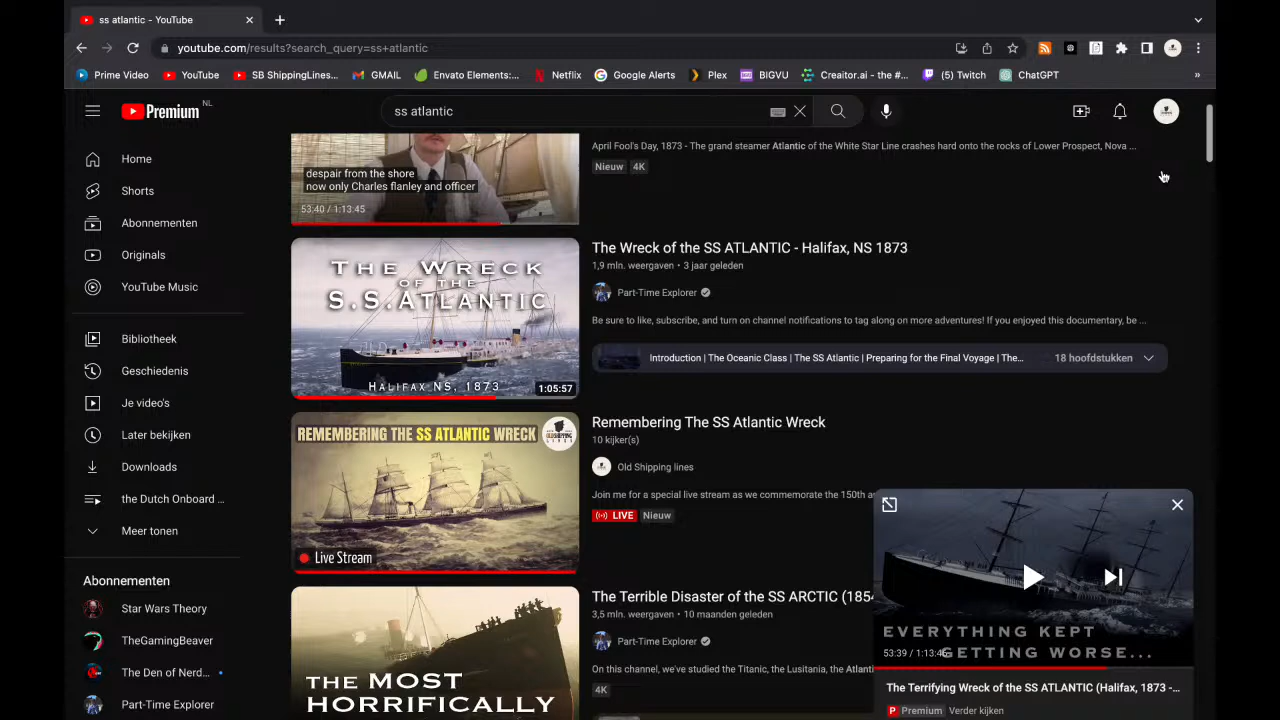 ss atlantic - YouTube
youtube.com/results?search_query=ss+atlantic
Prime Video YouTube SB ShippingLines... GMAIL Envato Elements:... Netflix Google Alerts Plex BIGVU Creaitor.ai - the #... (5) Twitch ChatGPT »
Premium NL
ss atlantic
Home
Shorts
Abonnementen
Originals
YouTube Music
Bibliotheek
Geschiedenis
Je video's
Later bekijken
Downloads
the Dutch Onboard ...
Meer tonen
Abonnementen
Star Wars Theory
TheGamingBeaver
The Den of Nerd...
Part-Time Explorer
despair from the shore
now only Charles flanley and officer
53:40 / 1:13:45
April Fool's Day, 1873 - The grand steamer Atlantic of the White Star Line crashes hard onto the rocks of Lower Prospect, Nova ...
Nieuw 4K
THE WRECK
OF THE
S.S. ATLANTIC
HALIFAX NS, 1873
1:05:57
The Wreck of the SS ATLANTIC - Halifax, NS 1873
1,9 mln. weergaven • 3 jaar geleden
Part-Time Explorer
Be sure to like, subscribe, and turn on channel notifications to tag along on more adventures! If you enjoyed this documentary, be ...
Introduction | The Oceanic Class | The SS Atlantic | Preparing for the Final Voyage | The... 18 hoofdstukken
REMEMBERING THE SS ATLANTIC WRECK
OLD SHIPPING
LINES
Live Stream
Remembering The SS Atlantic Wreck
10 kijker(s)
Old Shipping lines
Join me for a special live stream as we commemorate the 150th a
LIVE Nieuw
THE MOST
HORRIFICALLY
The Terrible Disaster of the SS ARCTIC (1854
3,5 mln. weergaven • 10 maanden geleden
Part-Time Explorer
On this channel, we've studied the Titanic, the Lusitania, the Atlanti
4K
EVERYTHING KEPT
GETTING WORSE...
53:39 / 1:13:46
The Terrifying Wreck of the SS ATLANTIC (Halifax, 1873 -...
P Premium Verder kijken